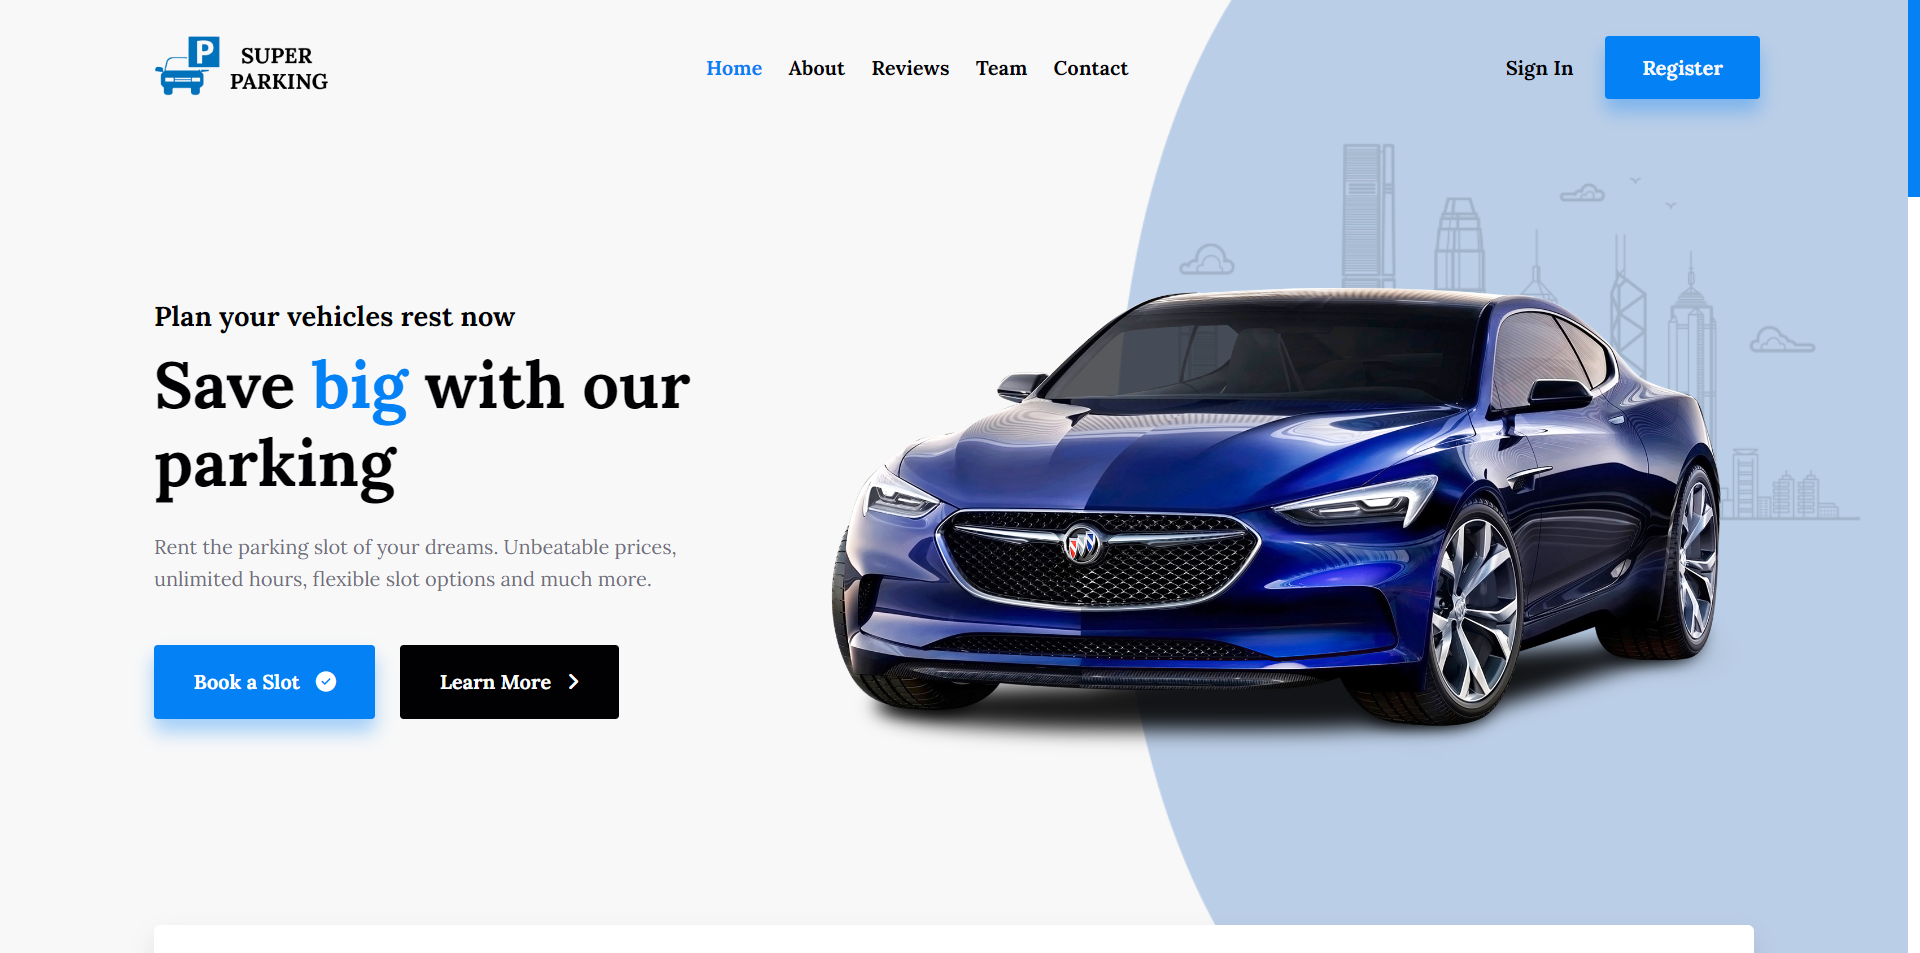 P
SUPER
PARKING
Home About Reviews Team Contact
Sign In
Register
Plan your vehicles rest now
Save big with our
parking
Rent the parking slot of your dreams. Unbeatable prices,
unlimited hours, flexible slot options and much more.
Book a Slot
Learn More